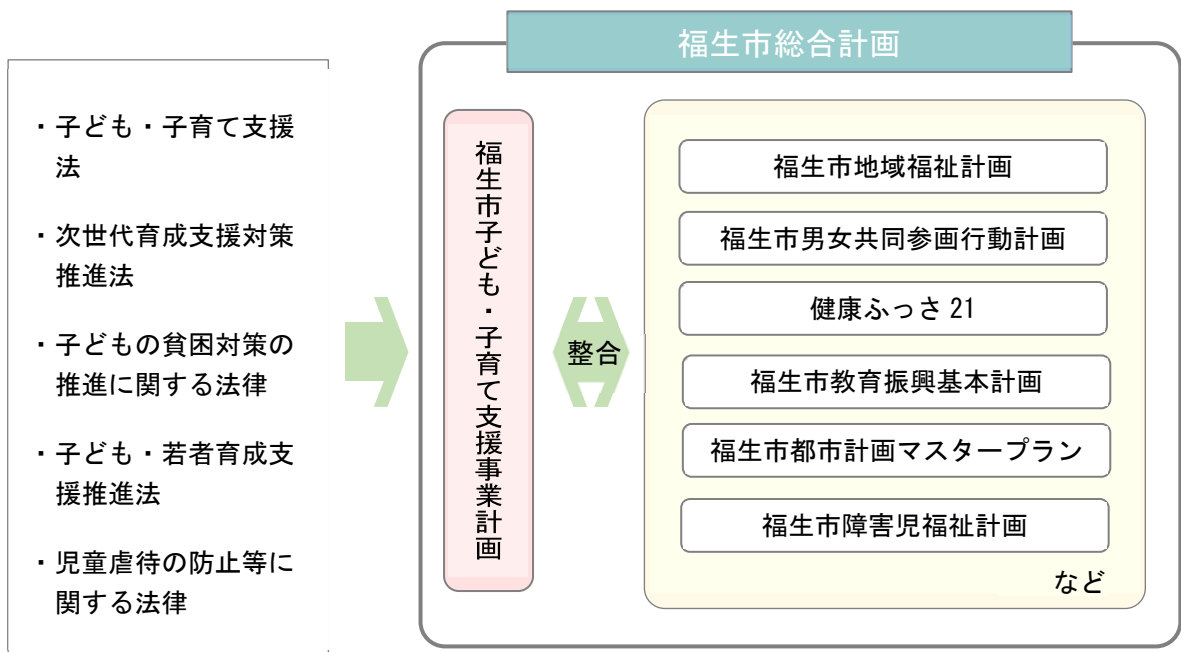 福生市総合計画
・子ども・子育て支援
法
・次世代育成支援対策
推進法
・子どもの貧困対策の
推進に関する法律
・子ども・若者育成支
援推進法
・児童虐待の防止等に
関する法律
福生市子ども・子育て支援事業計画
整合
福生市地域福祉計画
福生市男女共同参画行動計画
健康ふっさ 21
福生市教育振興基本計画
福生市都市計画マスタープラン
福生市障害児福祉計画
など